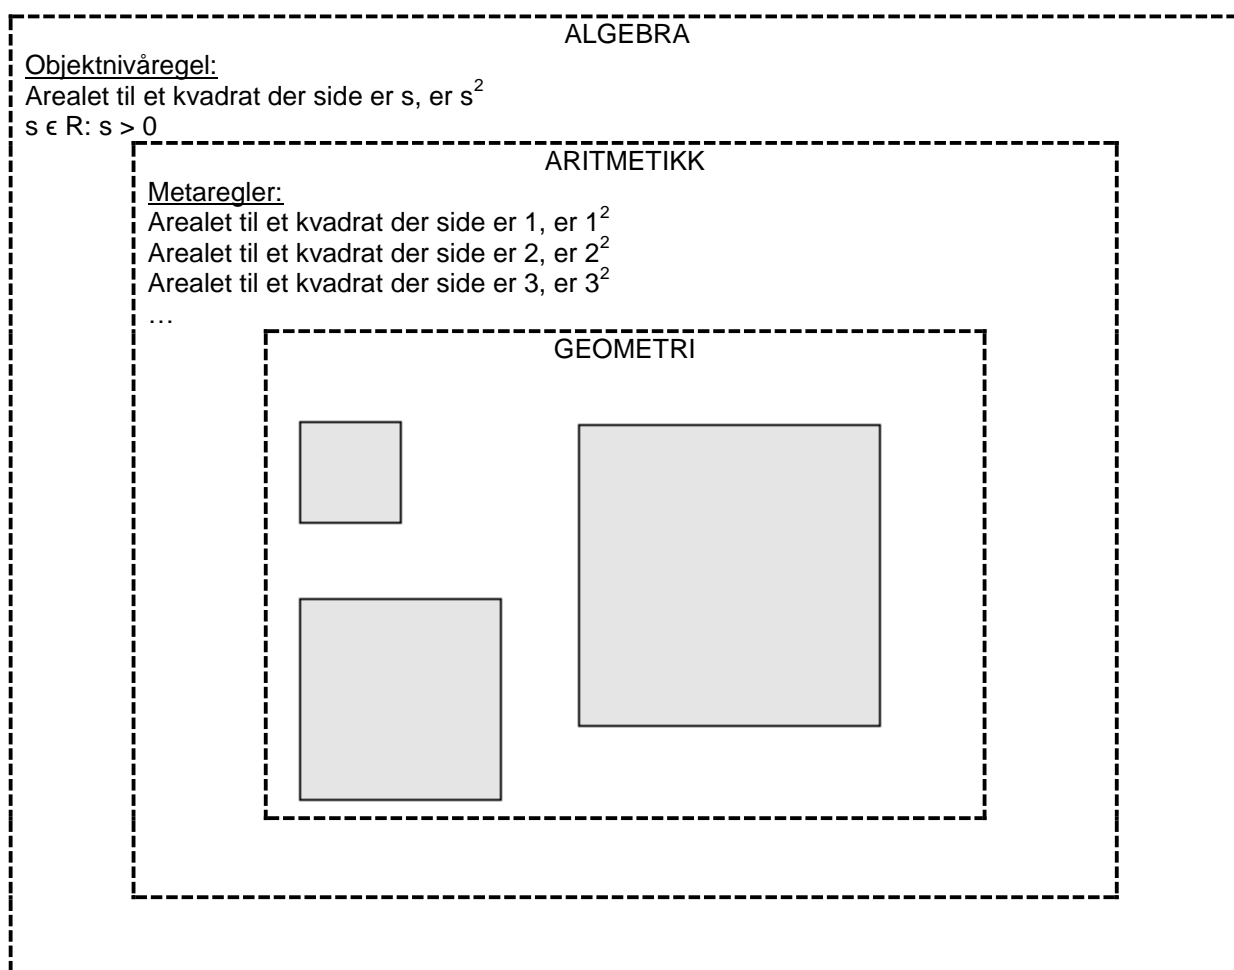 ALGEBRA
Objektnivåregel:
Arealet til et kvadrat der side er s, er s²
s ϵ R: s > 0
ARITMETIKK
Metaregler:
Arealet til et kvadrat der side er 1, er 1²
Arealet til et kvadrat der side er 2, er 2²
Arealet til et kvadrat der side er 3, er 3²
…
GEOMETRI